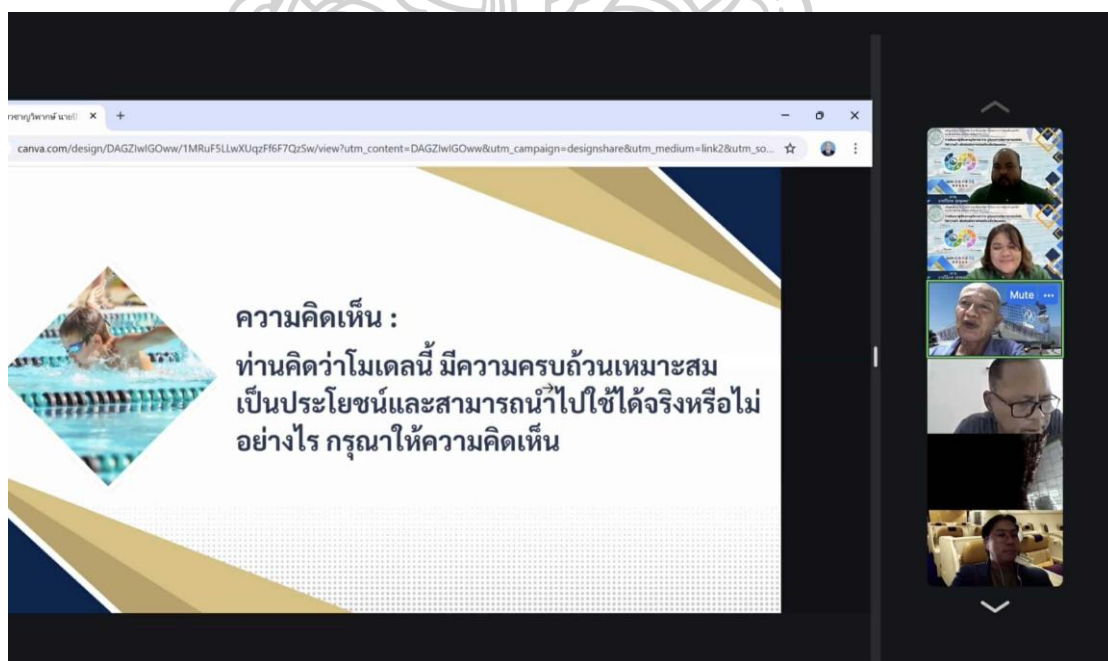 canva.com/design/DAGZIwIGOww/1MRuF5LLwXUqzFf6F7QzSw/view?utm_content=DAGZIwIGOww&utm_campaign=designshare&utm_medium=link2&utm_so...
ความคิดเห็น :
ท่านคิดว่าโมเดลนี้ มีความครบถ้วนเหมาะสม
เป็นประโยชน์และสามารถนำไปใช้ได้จริงหรือไม่
อย่างไร กรุณาให้ความคิดเห็น
Mute